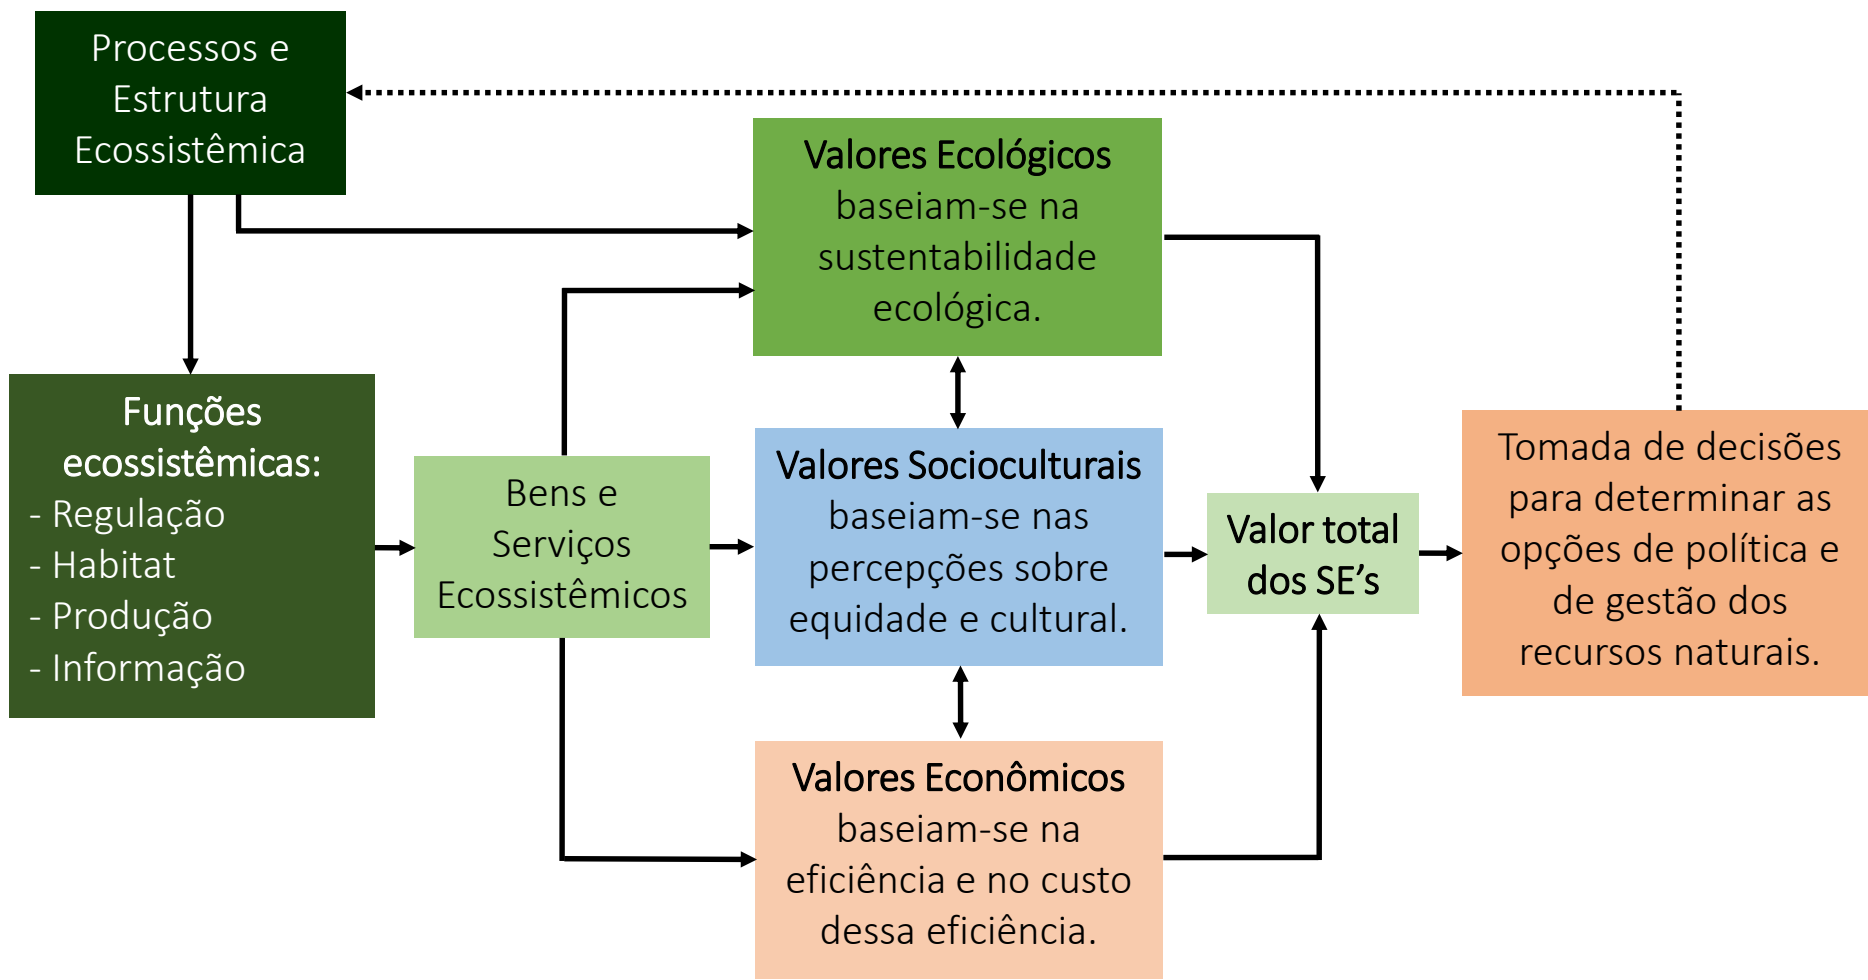 Processos e
Estrutura
Ecossistêmica
Valores Ecológicos
baseiam-se na
sustentabilidade
ecológica.
Funções
ecossistêmicas:
- Regulação
- Habitat
- Produção
- Informação
Bens e
Serviços
Ecossistêmicos
Valores Socioculturais
baseiam-se nas
percepções sobre
equidade e cultural.
Valores Econômicos
baseiam-se na
eficiência e no custo
dessa eficiência.
Valor total
dos SE’s
Tomada de decisões
para determinar as
opções de política e
de gestão dos
recursos naturais.